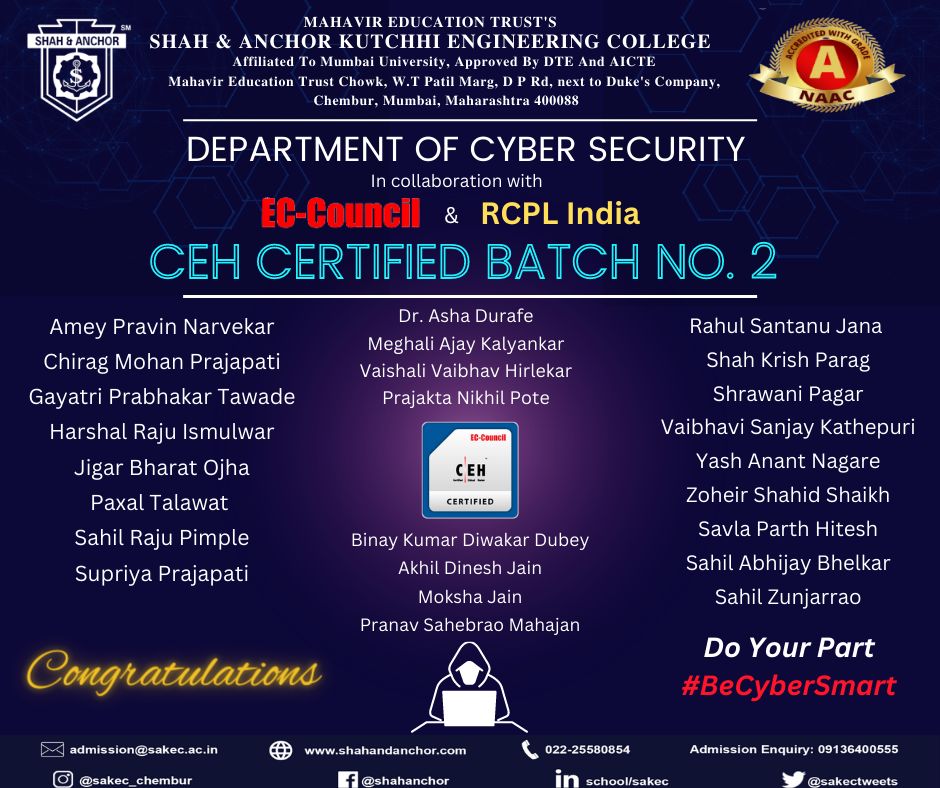 MAHAVIR EDUCATION TRUST'S
SHAH & ANCHOR KUTCHHI ENGINEERING COLLEGE
Affiliated To Mumbai University, Approved By DTE And AICTE
Mahavir Education Trust Chowk, W.T Patil Marg, D P Rd, next to Duke's Company,
Chembur, Mumbai, Maharashtra 400088
SHAH & ANCHOR
SM
ACCREDITED WITH GRADE
A
NAAC
DEPARTMENT OF CYBER SECURITY
In collaboration with
EC-Council & RCPL India
CEH CERTIFIED BATCH NO. 2
Amey Pravin Narvekar
Chirag Mohan Prajapati
Gayatri Prabhakar Tawade
Harshal Raju Ismulwar
Jigar Bharat Ojha
Paxal Talawat
Sahil Raju Pimple
Supriya Prajapati
Dr. Asha Durafe
Meghali Ajay Kalyankar
Vaishali Vaibhav Hirlekar
Prajakta Nikhil Pote
EC-Council
CEH
Certified Ethical Hacker
CERTIFIED
Binay Kumar Diwakar Dubey
Akhil Dinesh Jain
Moksha Jain
Pranav Sahebrao Mahajan
Rahul Santanu Jana
Shah Krish Parag
Shrawani Pagar
Vaibhavi Sanjay Kathepuri
Yash Anant Nagare
Zoheir Shahid Shaikh
Savla Parth Hitesh
Sahil Abhijay Bhelkar
Sahil Zunjarrao
Congratulations
Do Your Part
#BeCyberSmart
admission@sakec.ac.in
www.shahandanchor.com
022-25580854
Admission Enquiry: 09136400555
@sakec_chembur
@shahanchor
school/sakec
@sakectweets